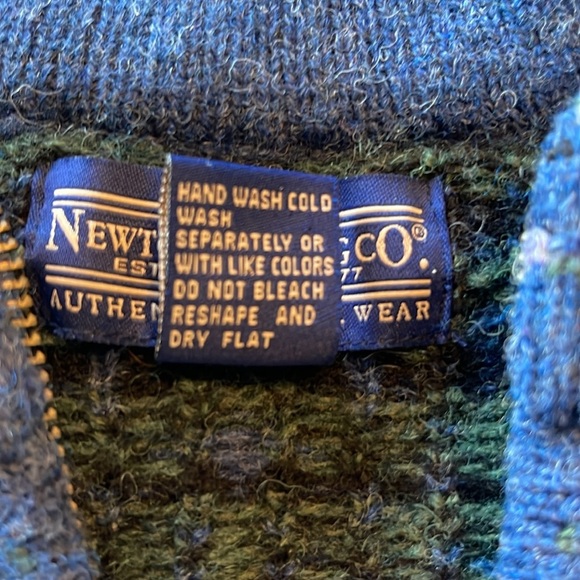 HAND WASH COLD
WASH
SEPARATELY OR
WITH LIKE COLORS
DO NOT BLEACH
RESHAPE AND
DRY FLAT
NEWT CO.®
EST 77
AUTHEN WEAR